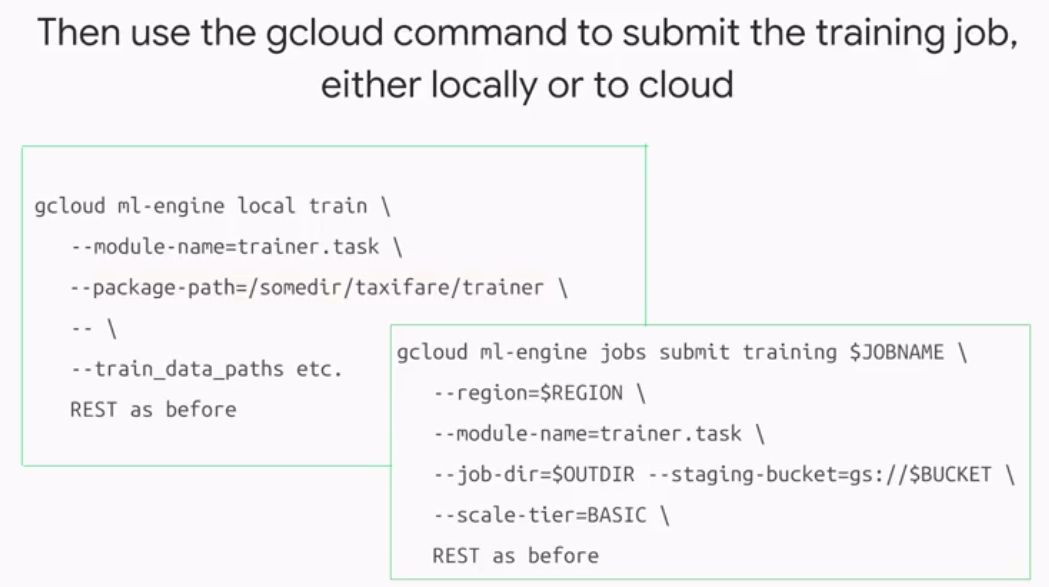 Then use the gcloud command to submit the training job,
either locally or to cloud
gcloud ml-engine local train \
--module-name=trainer.task \
--package-path=/somedir/taxifare/trainer \
-- \
--train_data_paths etc.
REST as before
gcloud ml-engine jobs submit training $JOBNAME \
--region=$REGION \
--module-name=trainer.task \
--job-dir=$OUTDIR --staging-bucket=gs://$BUCKET \
--scale-tier=BASIC \
REST as before